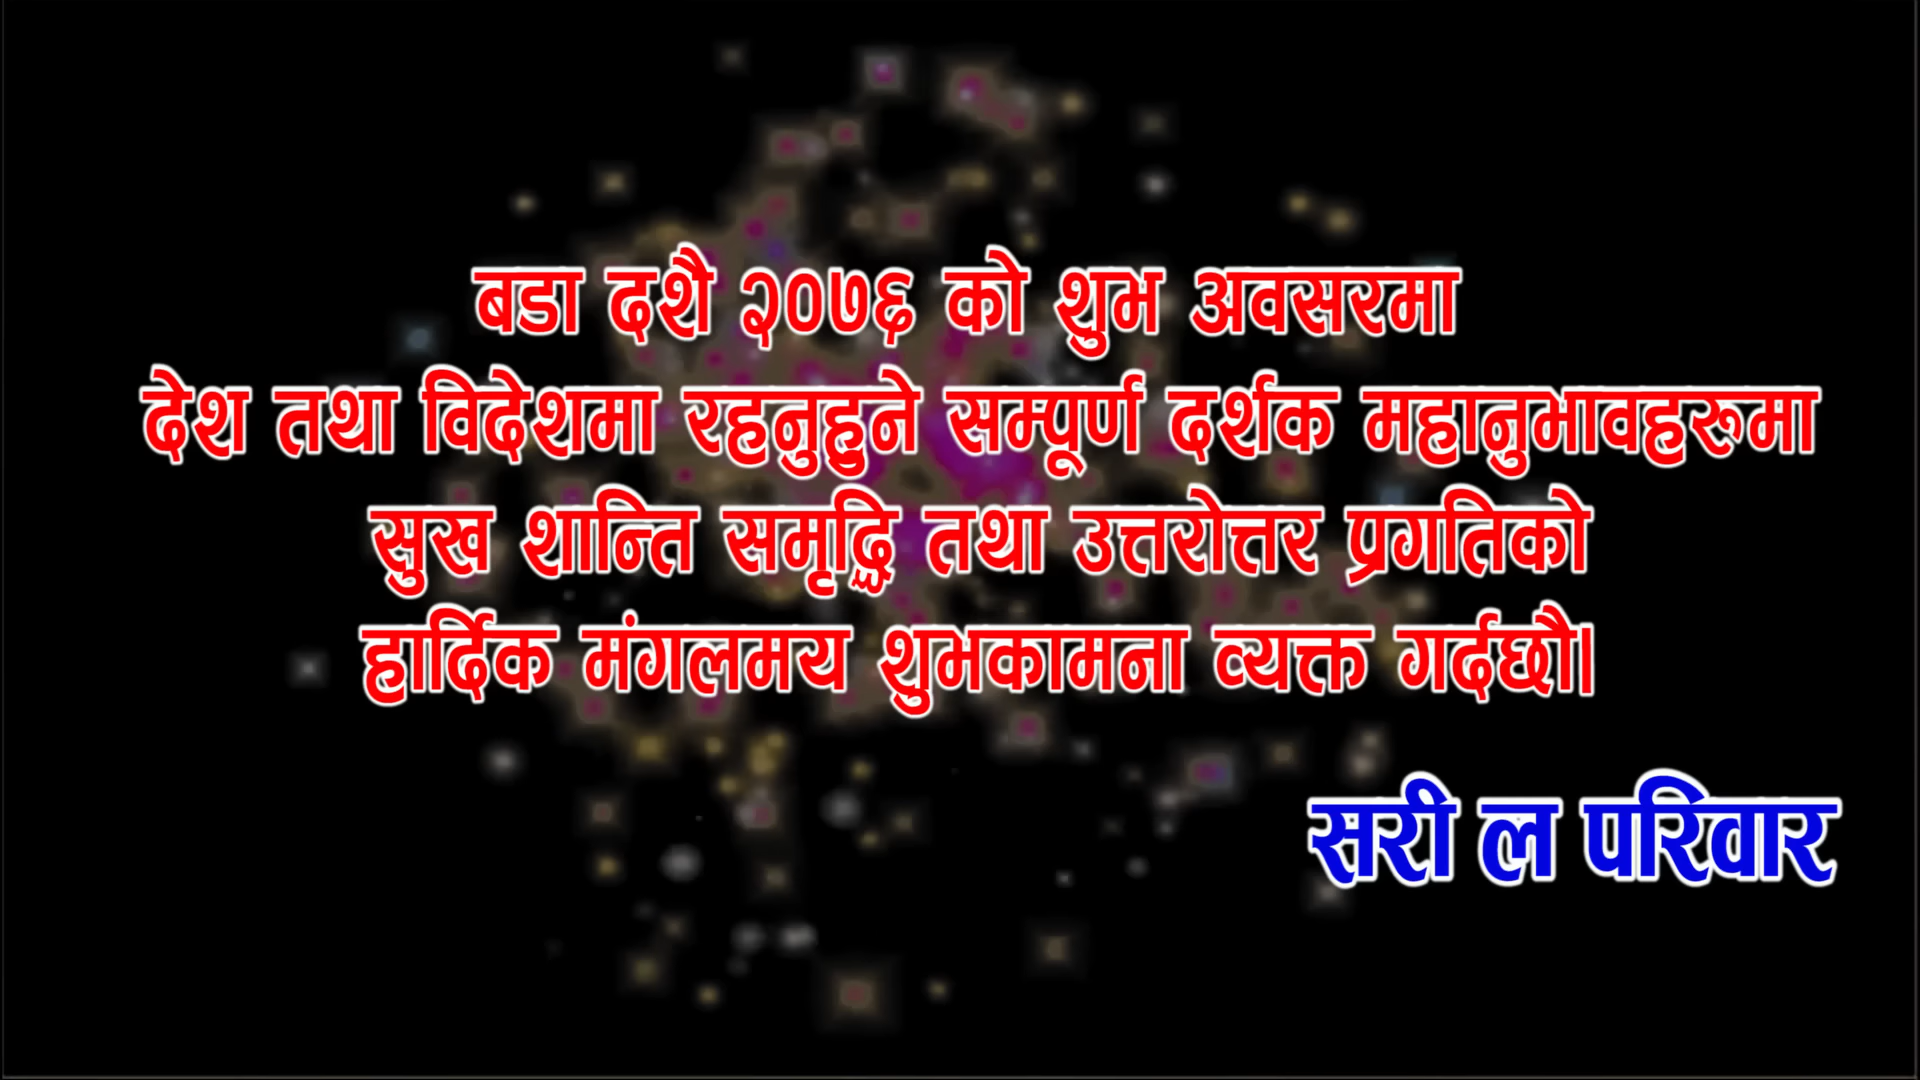 बडा दशै २०७६ को शुभ अवसरमा
देश तथा विदेशमा रहनुहुने सम्पूर्ण दर्शक महानुभावहरुमा
सुख शान्ति समृद्धि तथा उत्तरोत्तर प्रगतिको
हार्दिक मंगलमय शुभकामना व्यक्त गर्दछौ।
सरी ल परिवार